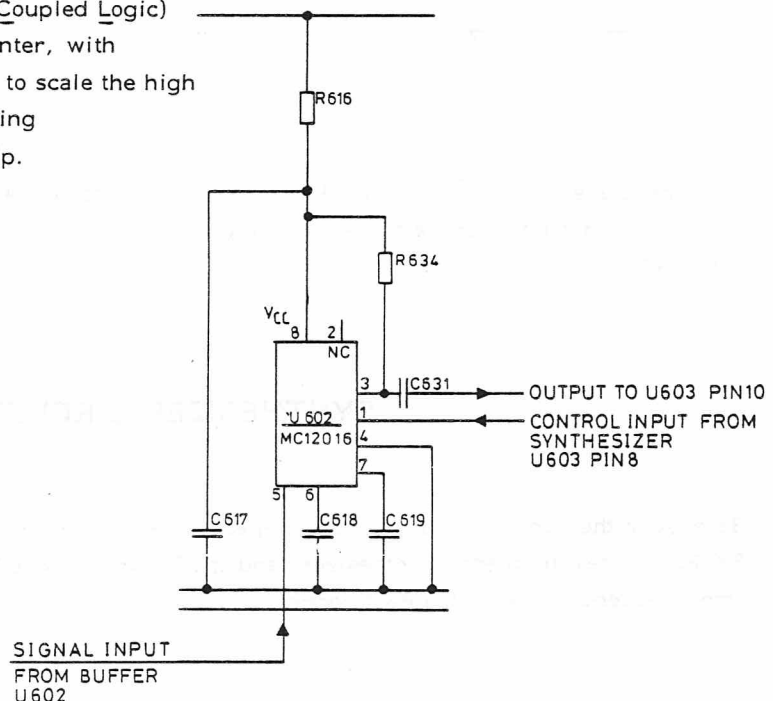 Coupled Logic)
nter, with
to scale the high
ing
p.
R616
R634
VCC
8
2
NC
3
C631
OUTPUT TO U603 PIN10
1
CONTROL INPUT FROM
SYNTHESIZER
U603 PIN8
U602
MC12016
4
7
5
6
C617
C618
C619
SIGNAL INPUT
FROM BUFFER
U602